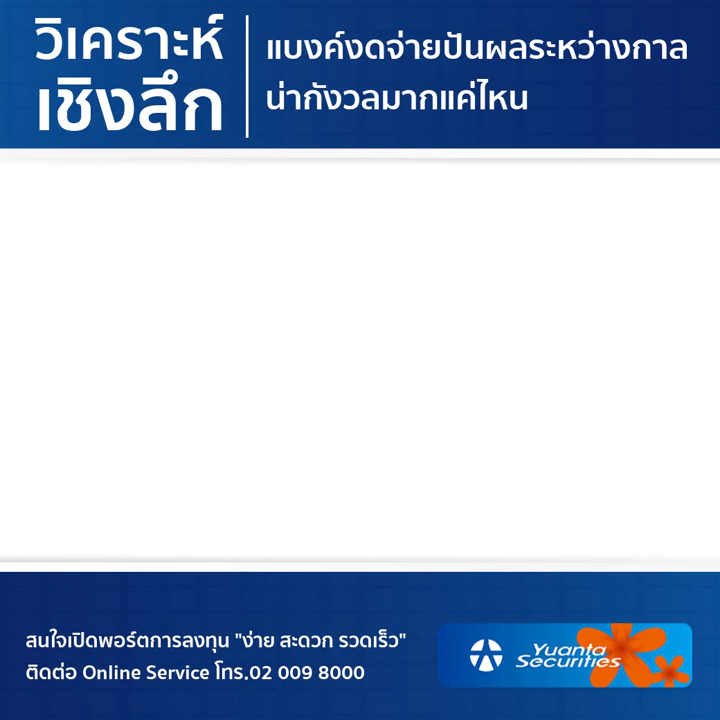 วิเคราะห์
เชิงลึก
แบงค์งดจ่ายปันผลระหว่างกาล
น่ากังวลมากแค่ไหน
สนใจเปิดพอร์ตการลงทุน "ง่าย สะดวก รวดเร็ว"
ติดต่อ Online Service โทร.02 009 8000
Yuanta
Securities